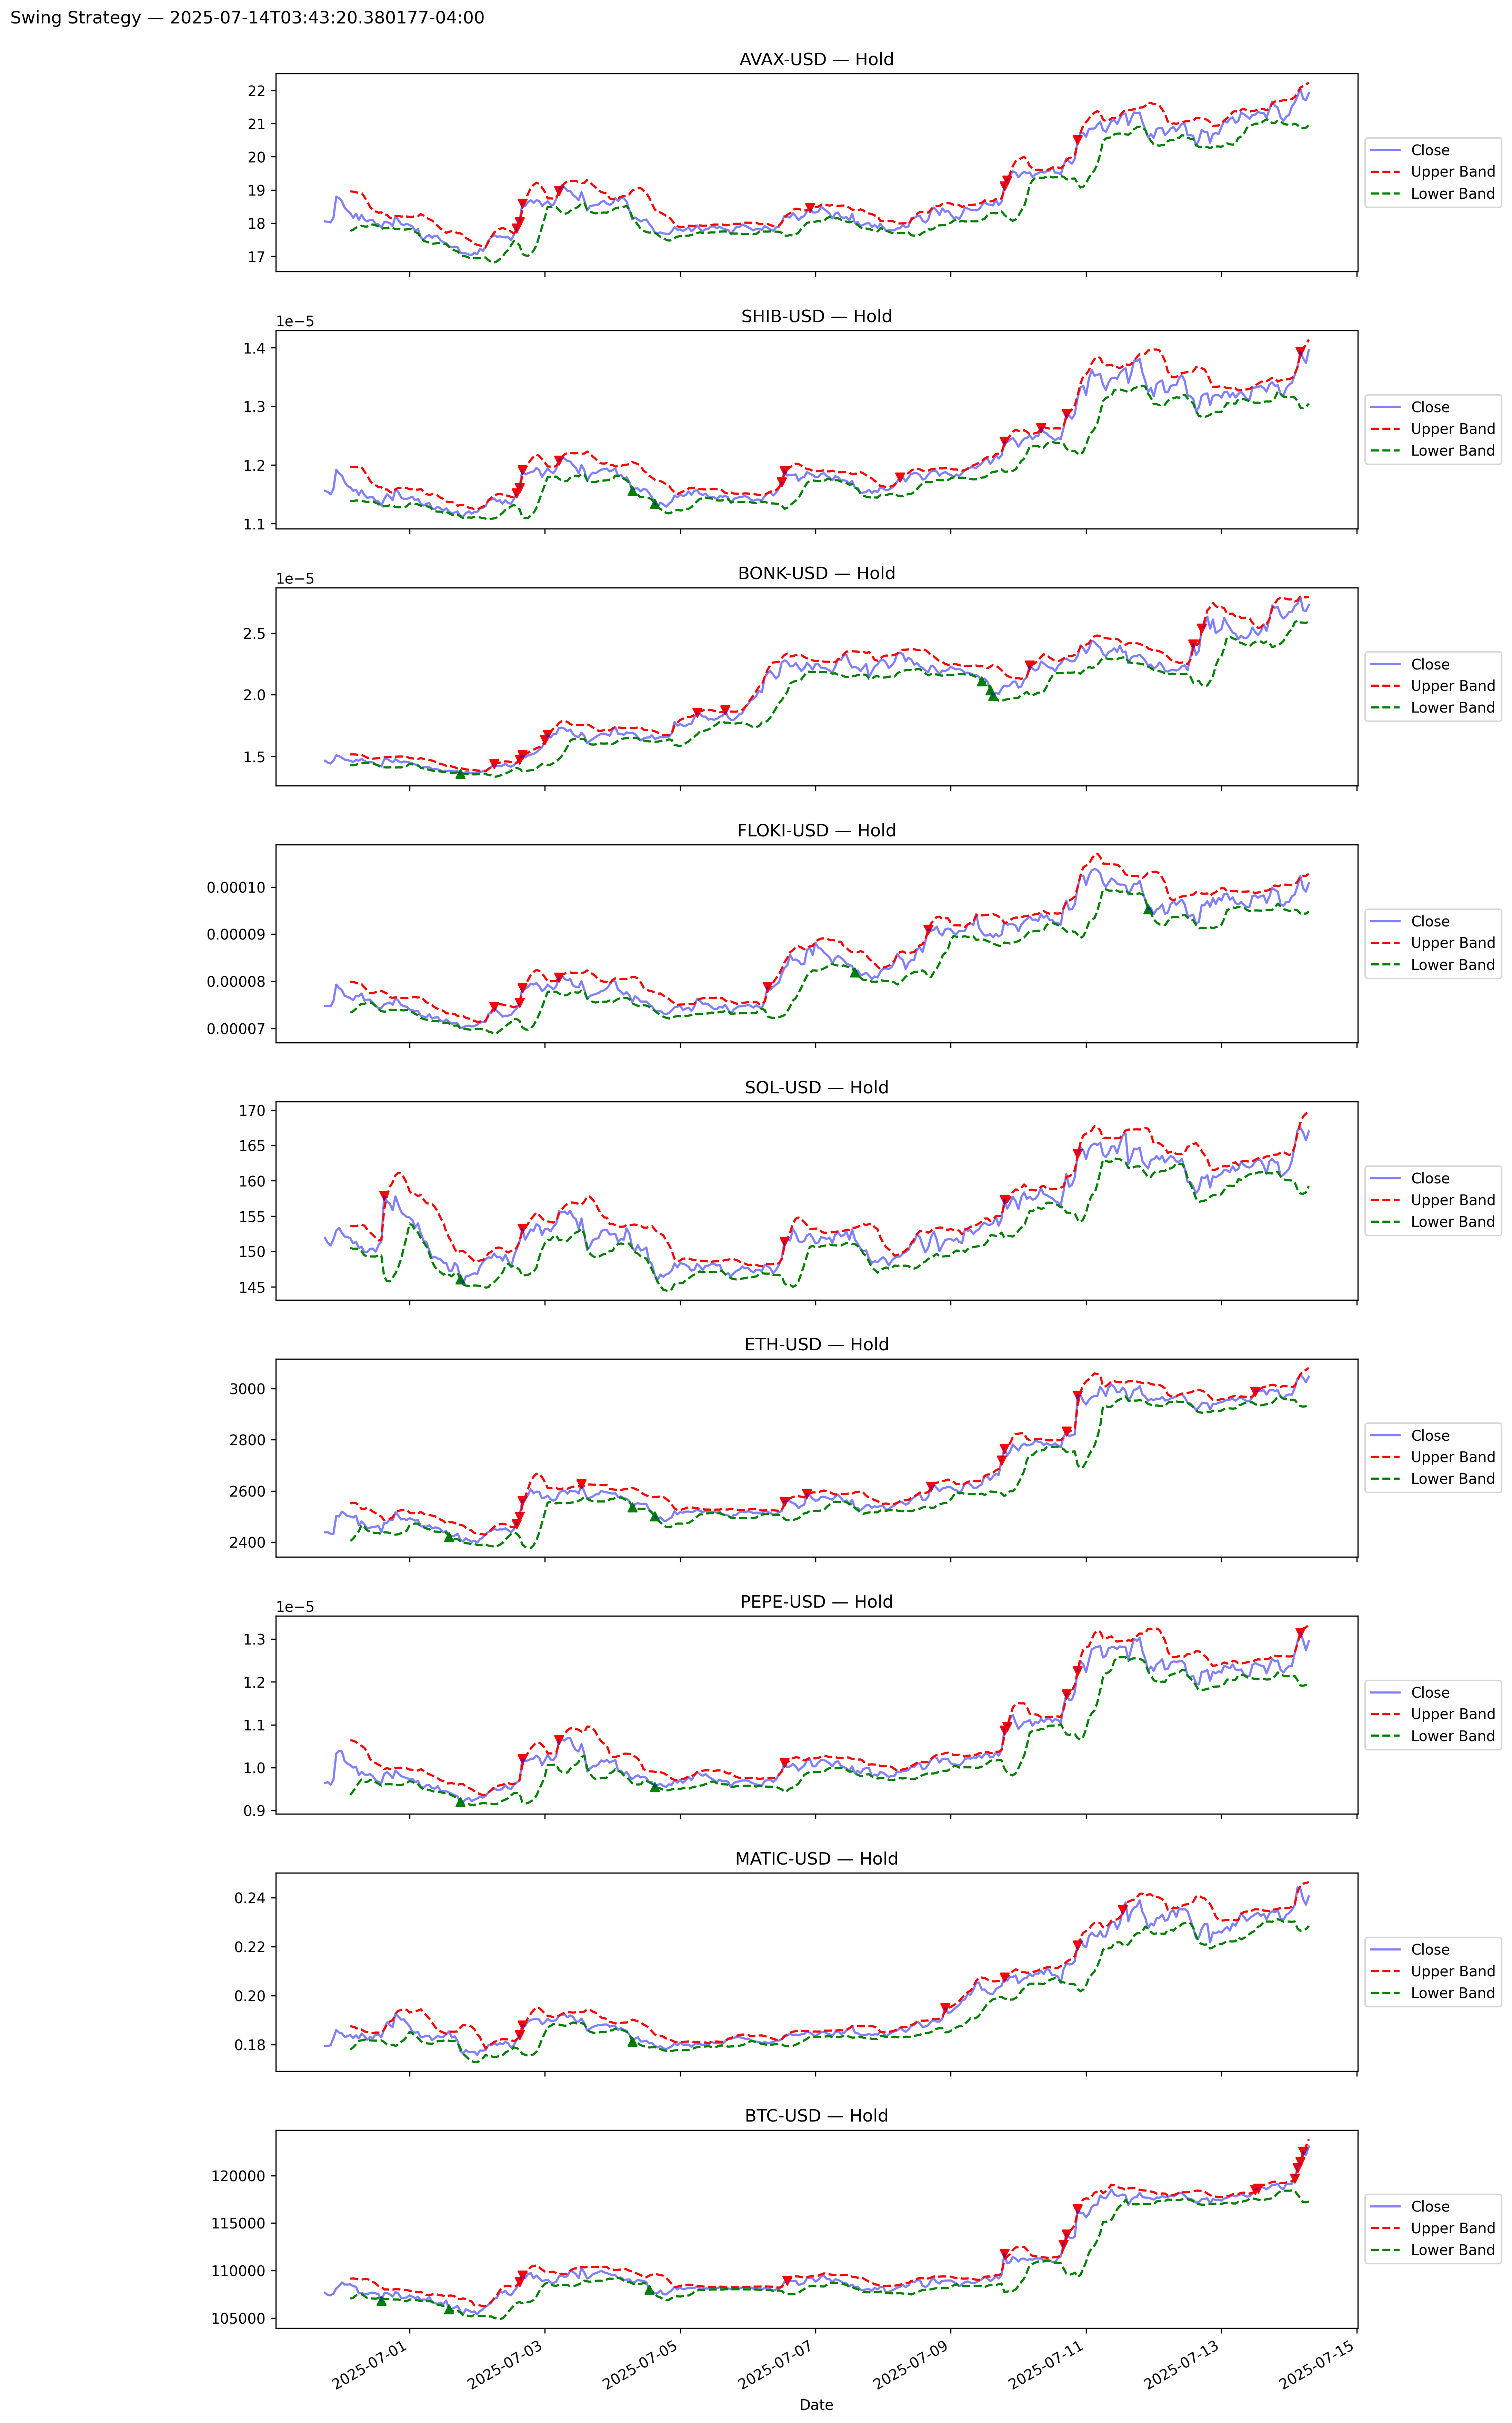 Swing Strategy — 2025-07-14T03:43:20.380177-04:00
AVAX-USD — Hold
22
21
20
19
18
17
Close
Upper Band
Lower Band
SHIB-USD — Hold
1e−5
1.4
1.3
1.2
1.1
Close
Upper Band
Lower Band
BONK-USD — Hold
1e−5
2.5
2.0
1.5
Close
Upper Band
Lower Band
FLOKI-USD — Hold
0.00010
0.00009
0.00008
0.00007
Close
Upper Band
Lower Band
SOL-USD — Hold
170
165
160
155
150
145
Close
Upper Band
Lower Band
ETH-USD — Hold
3000
2800
2600
2400
Close
Upper Band
Lower Band
PEPE-USD — Hold
1e−5
1.3
1.2
1.1
1.0
0.9
Close
Upper Band
Lower Band
MATIC-USD — Hold
0.24
0.22
0.20
0.18
Close
Upper Band
Lower Band
BTC-USD — Hold
120000
115000
110000
105000
Close
Upper Band
Lower Band
2025-07-01
2025-07-03
2025-07-05
2025-07-07
2025-07-09
2025-07-11
2025-07-13
2025-07-15
Date